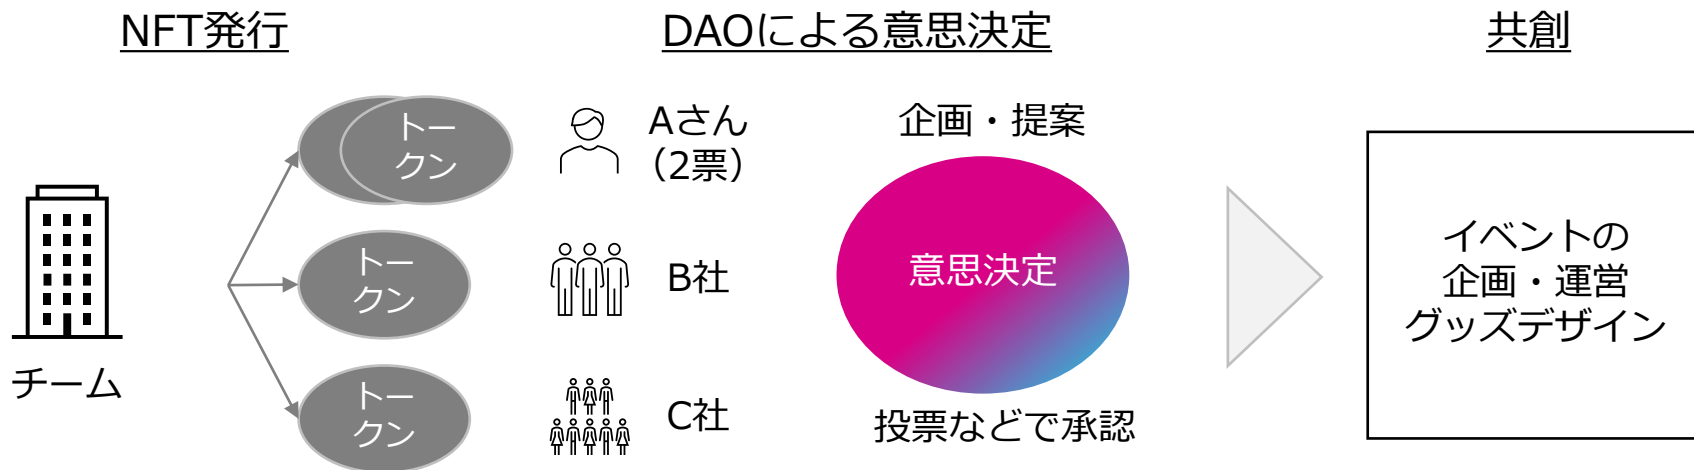 NFT発行
DAOによる意思決定
共創
チーム
トー
クン
トー
クン
トー
クン
Aさん
（2票）
B社
C社
企画・提案
意思決定
投票などで承認
イベントの
企画・運営
グッズデザイン